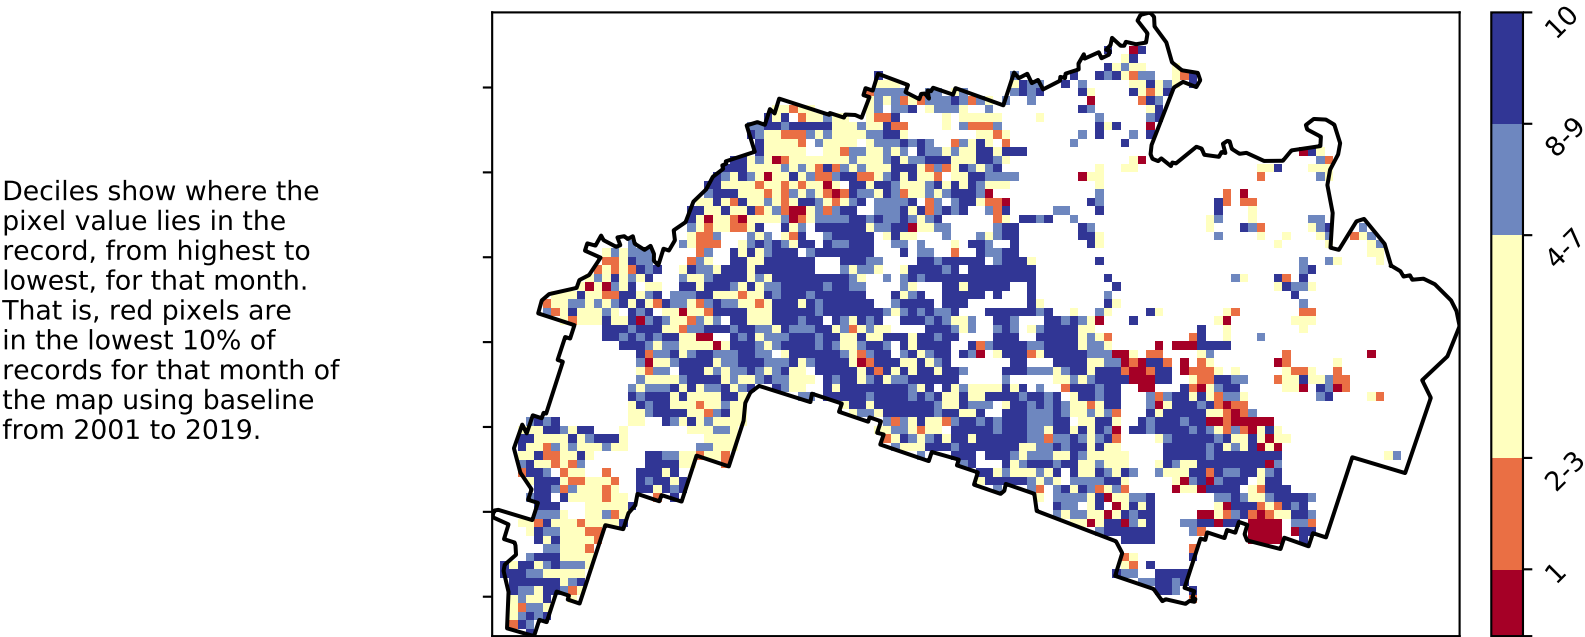 Deciles show where the
pixel value lies in the
record, from highest to
lowest, for that month.
That is, red pixels are
in the lowest 10% of
records for that month of
the map using baseline
from 2001 to 2019.
10
8-9
4-7
2-3
1